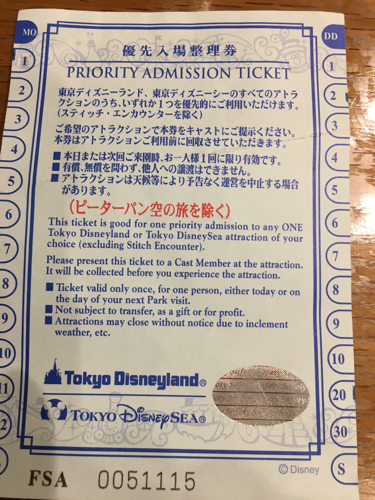 MO
DD
優先入場整理券
PRIORITY ADMISSION TICKET
東京ディズニーランド、東京ディズニーシーのすべてのアトラ
クションのうち、いずれか1つを優先的にご利用いただけます。
(スティッチ・エンカウンターを除く)
ご希望のアトラクションで本券をキャストにご提示ください。
本券はアトラクションご利用前に回収させていただきます。
■ 本日または次回ご来園時、お一人様1回に限り有効です。
■ 有償、無償を問わず、他人への譲渡はできません。
■ アトラクションは天候等により予告なく運営を中止する場合
があります。
(ピーターパン空の旅を除く)
This ticket is good for one priority admission to any ONE
Tokyo Disneyland or Tokyo DisneySea attraction of your
choice (excluding Stitch Encounter).
Please present this ticket to a Cast Member at the attraction.
It will be collected before you experience the attraction.
■ Ticket valid only once, for one person, either today or on
the day of your next Park visit.
■ Not subject to transfer, as a gift or for profit.
■ Attractions may close without notice due to inclement
weather, etc.
Tokyo Disneyland®
TOKYO DISNEYSEA®
FSA 0051115
© Disney
1
2
3
4
5
6
7
8
9
10
11
12
L
1
2
3
4
5
6
7
8
9
10
20
30
S